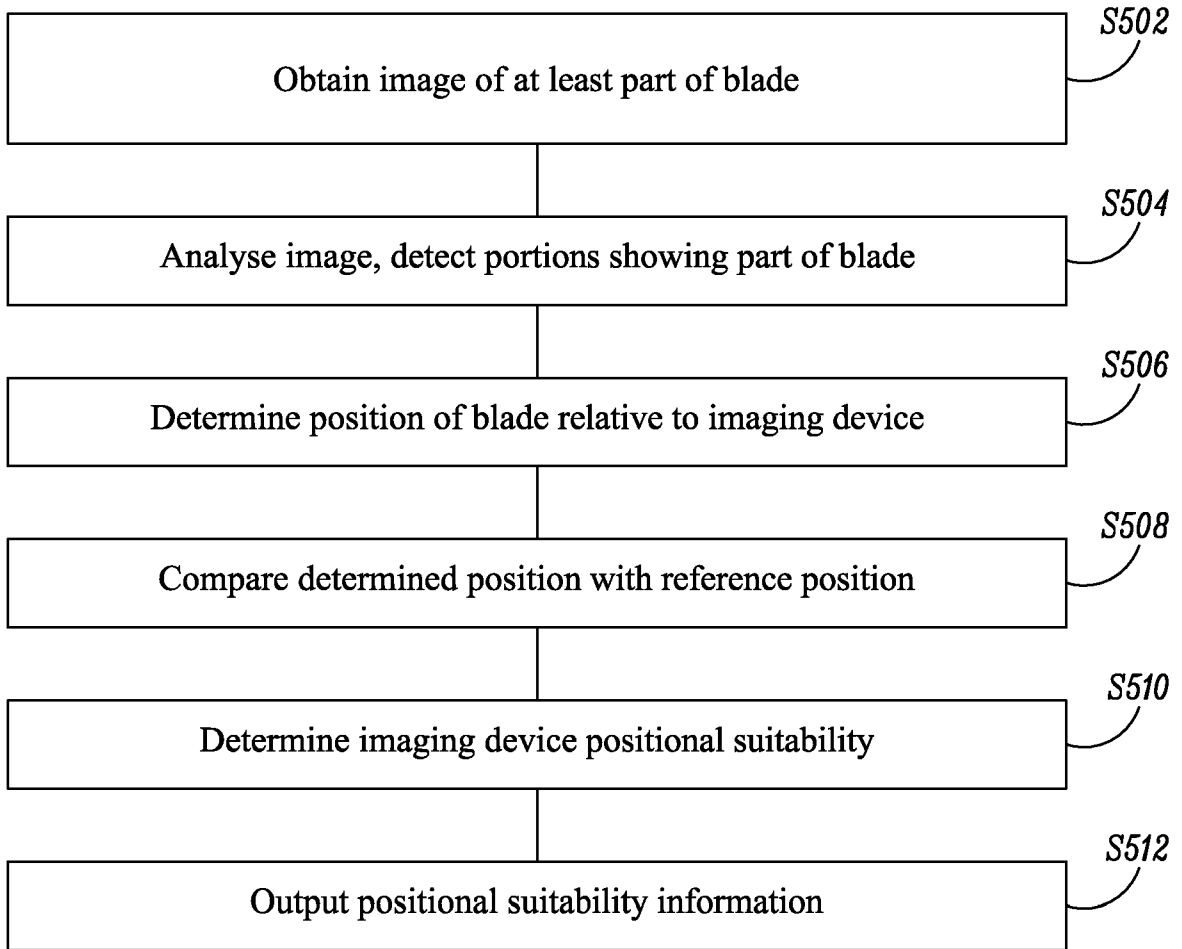 S502
Obtain image of at least part of blade
S504
Analyse image, detect portions showing part of blade
S506
Determine position of blade relative to imaging device
S508
Compare determined position with reference position
S510
Determine imaging device positional suitability
S512
Output positional suitability information